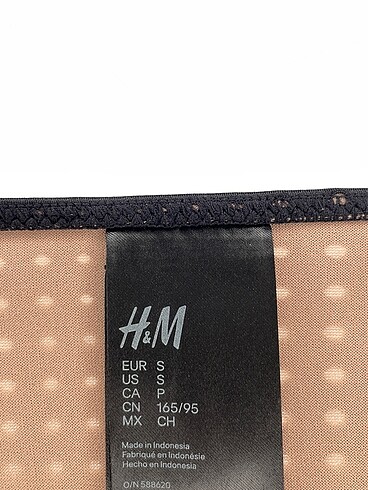 H&M
EUR S
US S
CA P
CN 165/95
MX CH
Made in Indonesia
Fabriqué en Indonésie
Hecho en Indonesia
O/N 588620